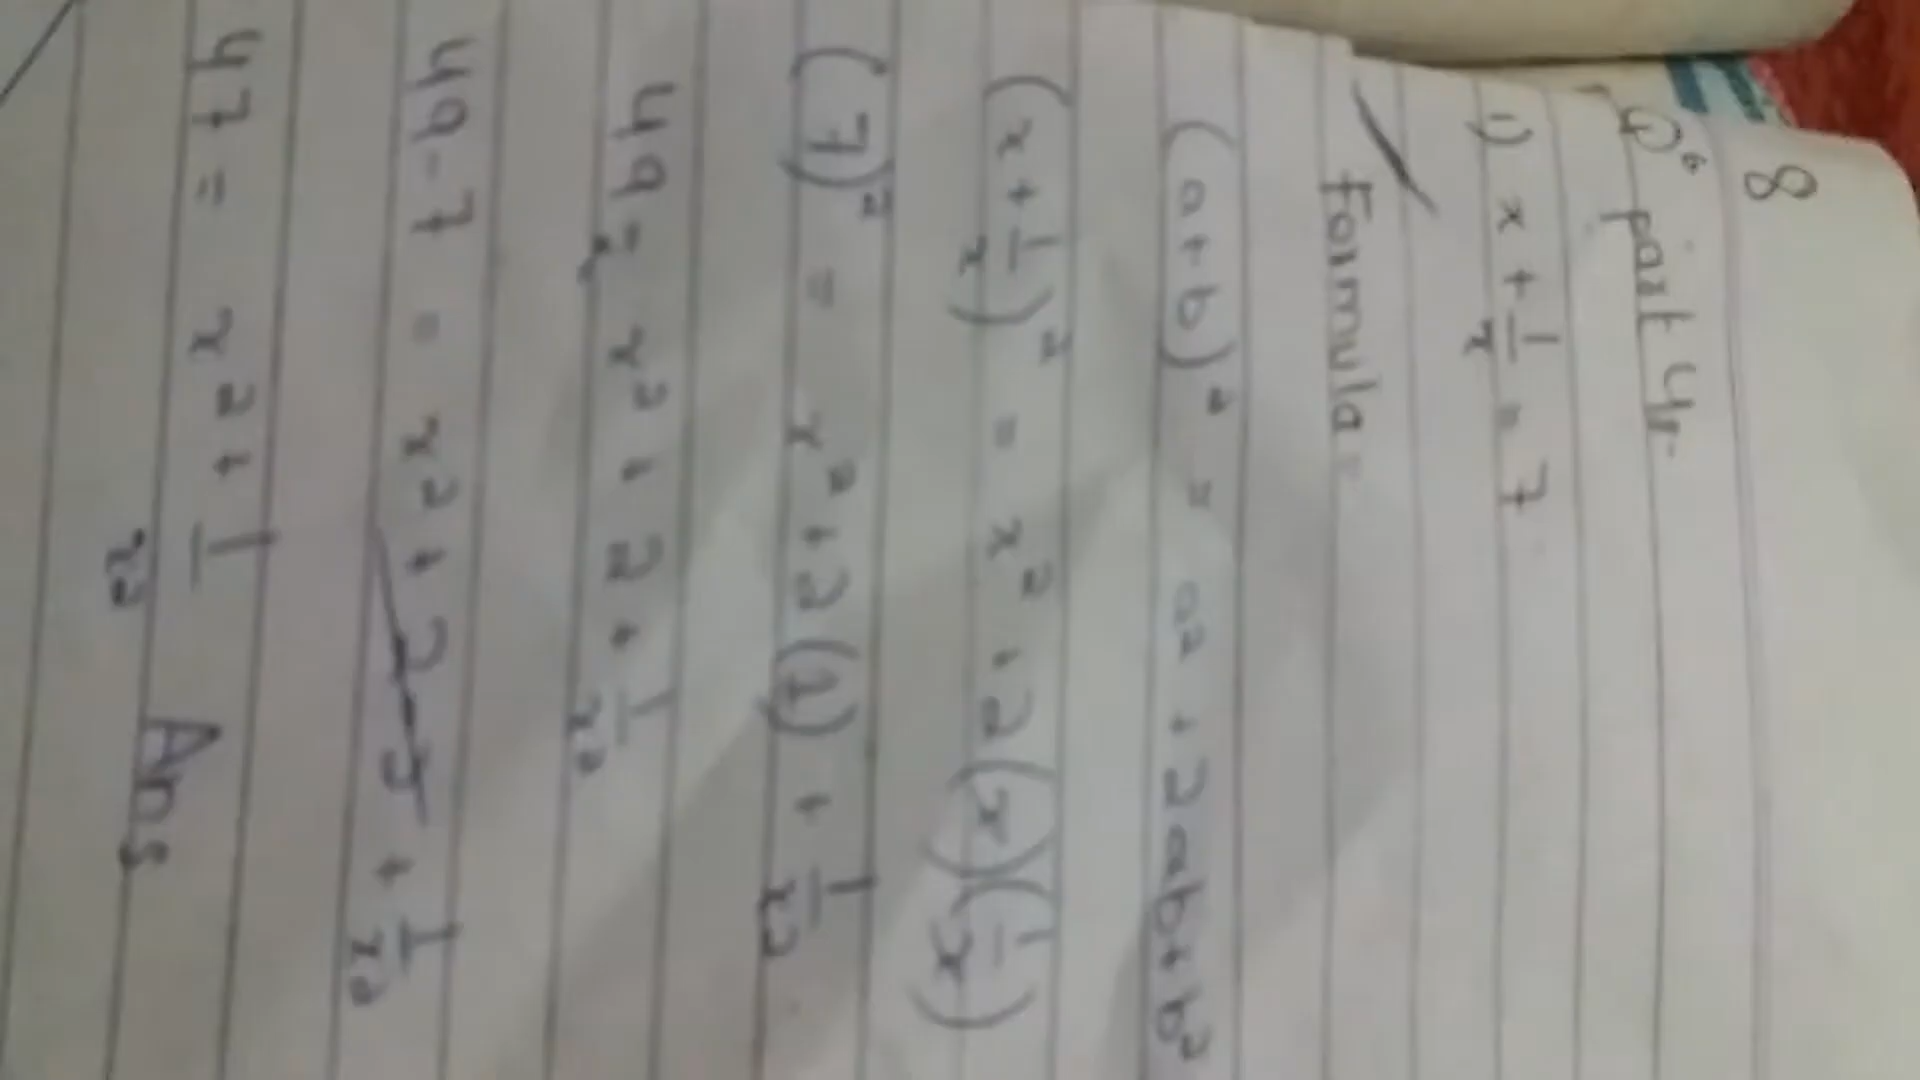 8
Q6 part 4.
1) x + 1/x = 7
Formula
(a+b)² = a² + 2ab + b²
(x + 1/x)² = x² + 2(x)(1/x)
(7)² = x² + 2(1) + 1/x²
49 = x² + 2 + 1/x²
49 - 7 = x² + 2 + 1/x²
47 = x² + 1/x² Ans